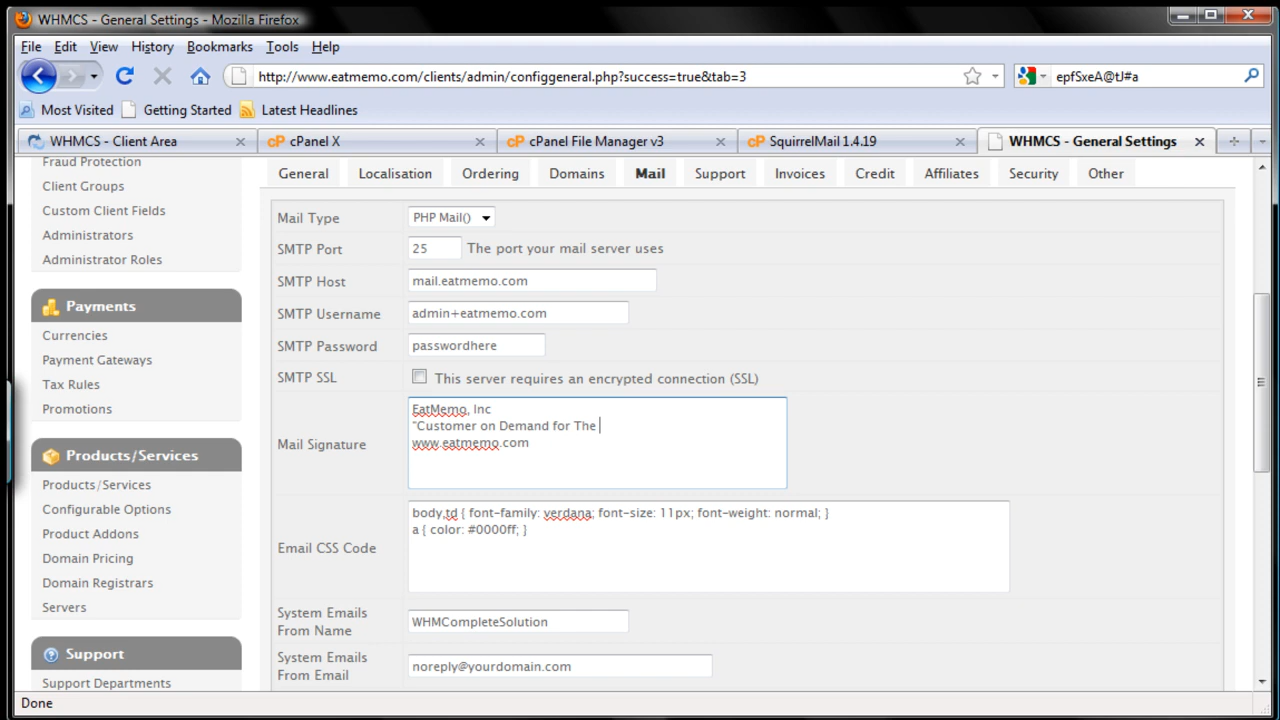 WHMCS - General Settings - Mozilla Firefox
File Edit View History Bookmarks Tools Help
http://www.eatmemo.com/clients/admin/configgeneral.php?success=true&tab=3
epfSxeA@tJ#a
Most Visited Getting Started Latest Headlines
WHMCS - Client Area
cPanel X
cPanel File Manager v3
SquirrelMail 1.4.19
WHMCS - General Settings
Fraud Protection
Client Groups
Custom Client Fields
Administrators
Administrator Roles
Payments
Currencies
Payment Gateways
Tax Rules
Promotions
Products/Services
Products/Services
Configurable Options
Product Addons
Domain Pricing
Domain Registrars
Servers
Support
Support Departments
General Localisation Ordering Domains Mail Support Invoices Credit Affiliates Security Other
Mail Type PHP Mail()
SMTP Port 25 The port your mail server uses
SMTP Host mail.eatmemo.com
SMTP Username admin+eatmemo.com
SMTP Password passwordhere
SMTP SSL This server requires an encrypted connection (SSL)
Mail Signature
EatMemo, Inc
"Customer on Demand for The
www.eatmemo.com
Email CSS Code
body,td { font-family: verdana; font-size: 11px; font-weight: normal; }
a { color: #0000ff; }
System Emails
From Name
WHMCompleteSolution
System Emails
From Email
noreply@yourdomain.com
Done